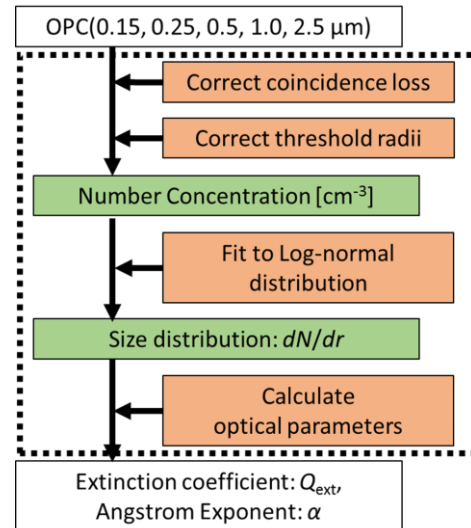 OPC(0.15, 0.25, 0.5, 1.0, 2.5 μm)
Correct coincidence loss
Correct threshold radii
Number Concentration [cm⁻³]
Fit to Log-normal
distribution
Size distribution: dN/dr
Calculate
optical parameters
Extinction coefficient: Qext,
Angstrom Exponent: α